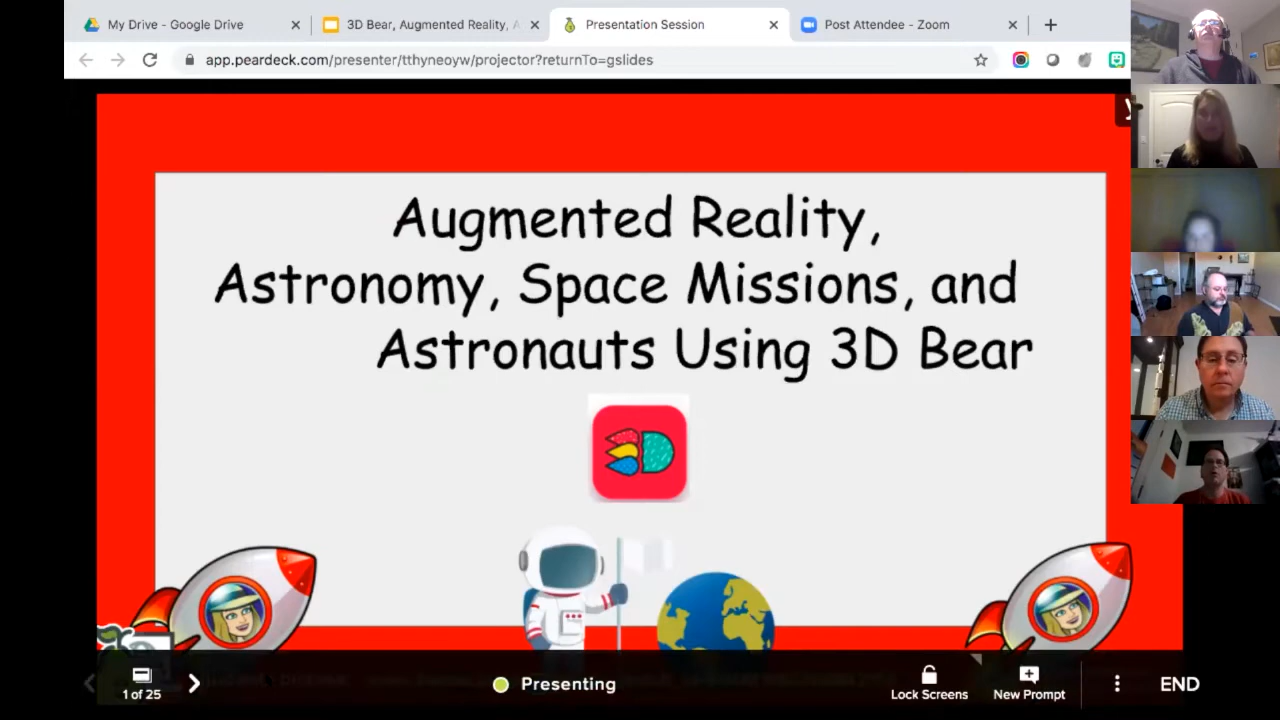 My Drive - Google Drive
3D Bear, Augmented Reality, A
Presentation Session
Post Attendee - Zoom
app.peardeck.com/presenter/tthyneoyw/projector?returnTo=gslides
Augmented Reality,
Astronomy, Space Missions, and
Astronauts Using 3D Bear
3D
1 of 25
Presenting
Lock Screens
New Prompt
END